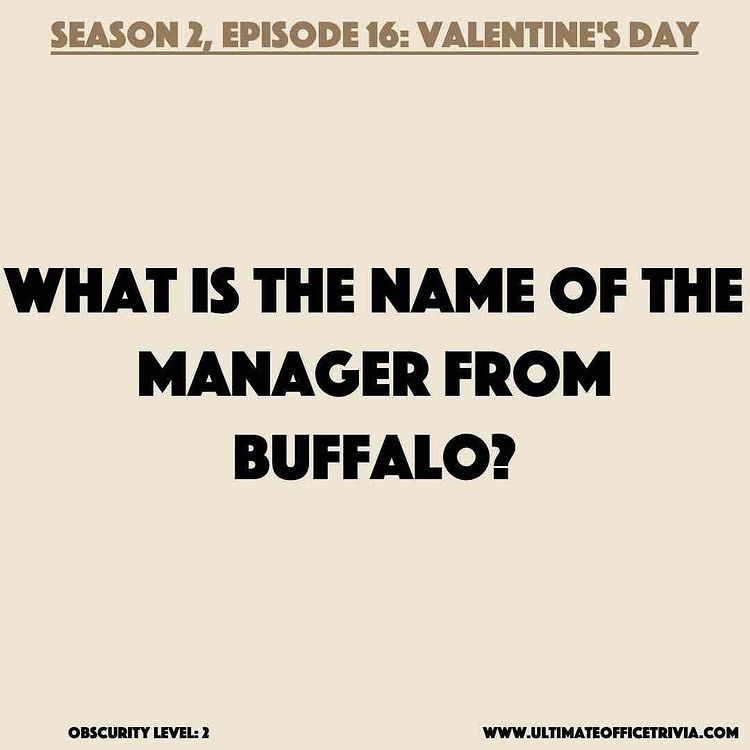 SEASON 2, EPISODE 16: VALENTINE'S DAY
WHAT IS THE NAME OF THE
MANAGER FROM
BUFFALO?
OBSCURITY LEVEL: 2
WWW.ULTIMATEOFFICETRIVIA.COM